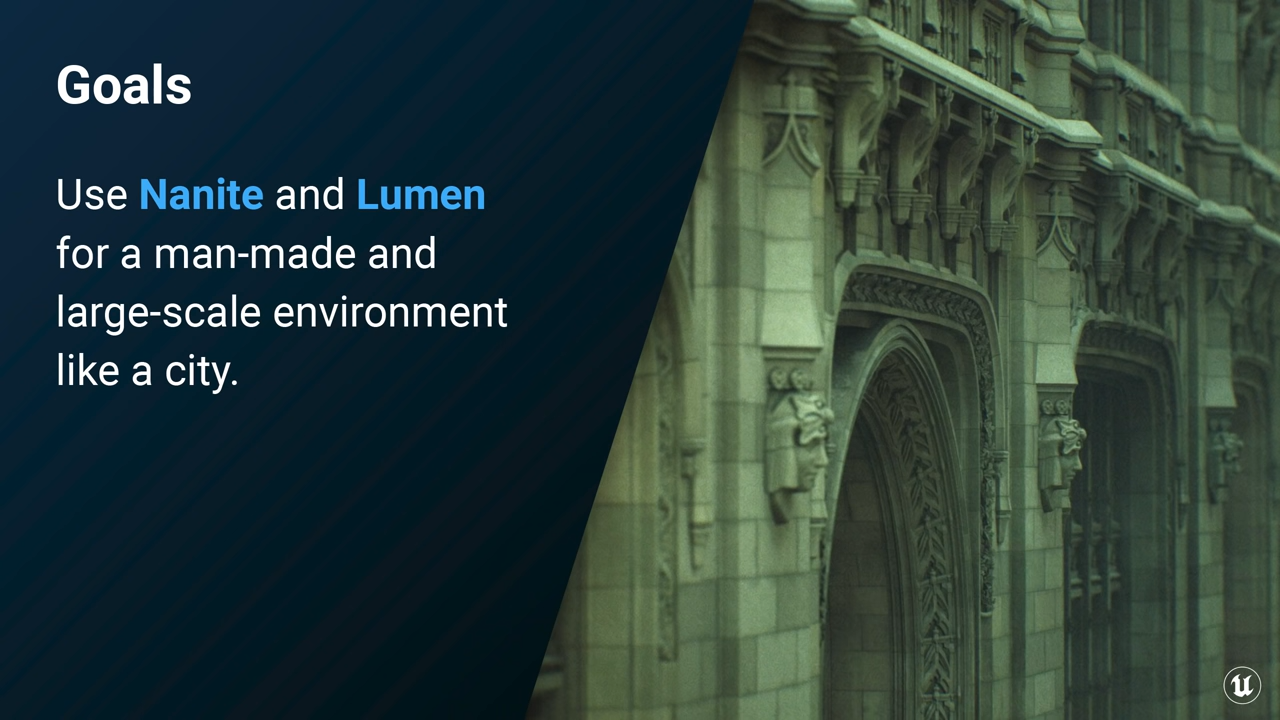 Goals
Use Nanite and Lumen
for a man-made and
large-scale environment
like a city.